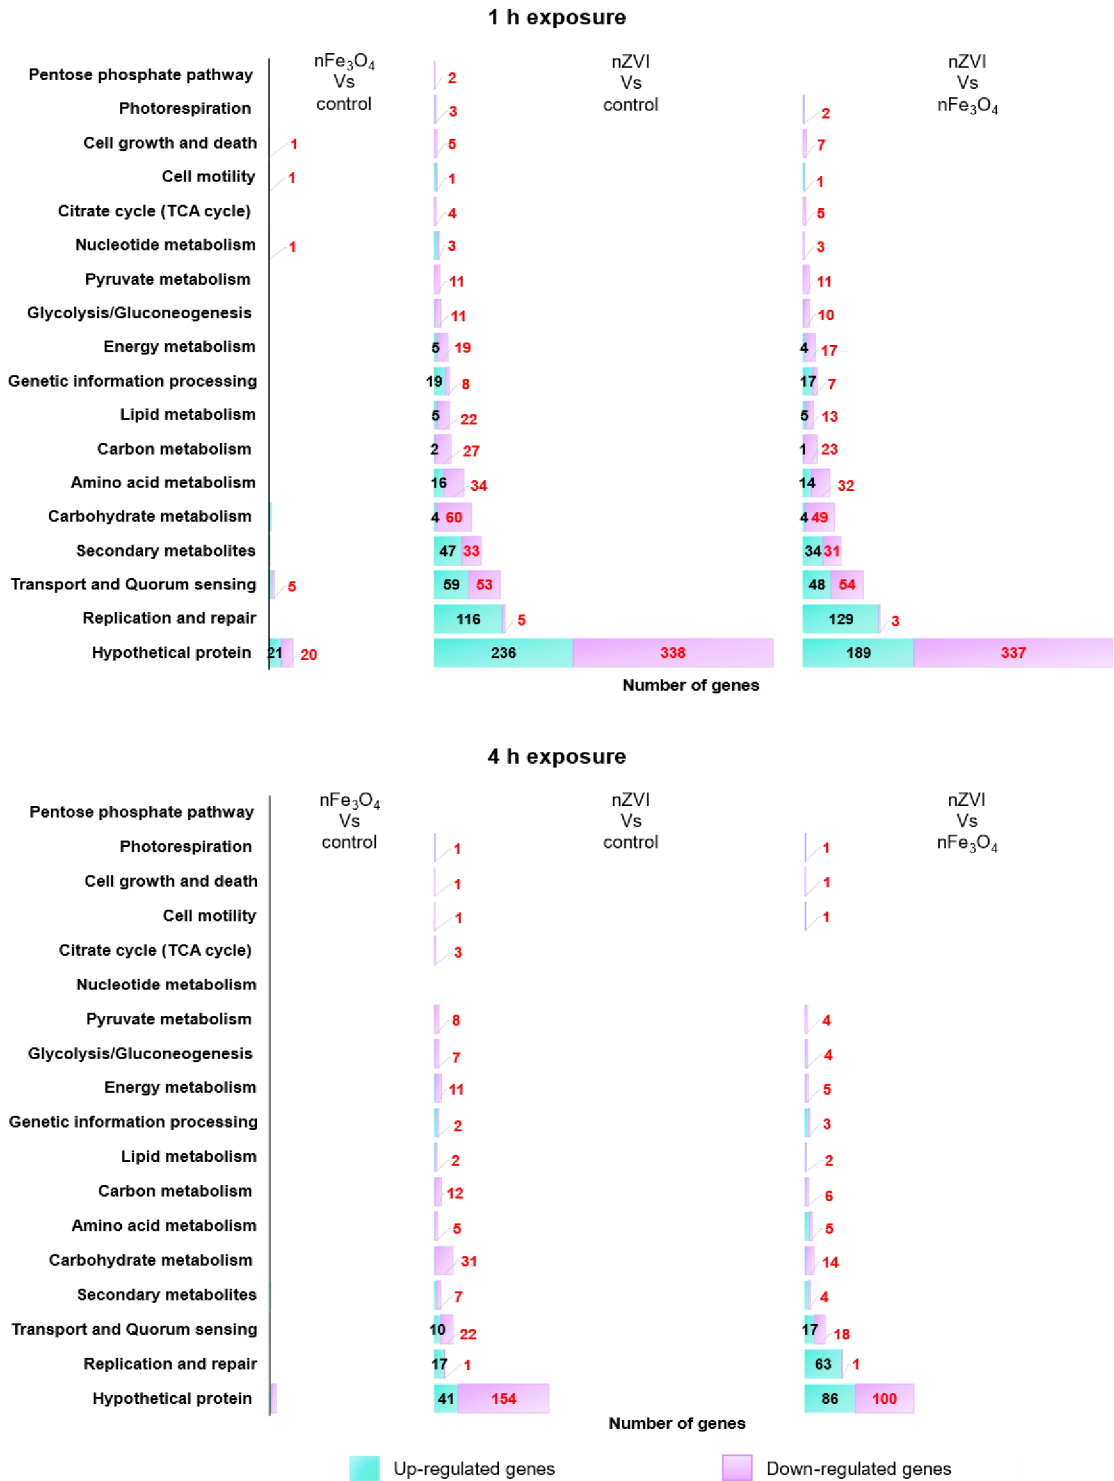 1 h exposure
nFe3O4 Vs control
nZVI Vs control
nZVI Vs nFe3O4
Pentose phosphate pathway 2
Photorespiration 3 2
Cell growth and death 1 5 7
Cell motility 1 1 1
Citrate cycle (TCA cycle) 4 5
Nucleotide metabolism 1 3 3
Pyruvate metabolism 11 11
Glycolysis/Gluconeogenesis 11 10
Energy metabolism 5 19 4 17
Genetic information processing 19 8 17 7
Lipid metabolism 5 22 5 13
Carbon metabolism 2 27 1 23
Amino acid metabolism 16 34 14 32
Carbohydrate metabolism 4 60 4 49
Secondary metabolites 47 33 34 31
Transport and Quorum sensing 5 59 53 48 54
Replication and repair 116 5 129 3
Hypothetical protein 21 20 236 338 189 337
Number of genes
4 h exposure
nFe3O4 Vs control
nZVI Vs control
nZVI Vs nFe3O4
Pentose phosphate pathway
Photorespiration 1 1
Cell growth and death 1 1
Cell motility 1 1
Citrate cycle (TCA cycle) 3
Nucleotide metabolism
Pyruvate metabolism 8 4
Glycolysis/Gluconeogenesis 7 4
Energy metabolism 11 5
Genetic information processing 2 3
Lipid metabolism 2 2
Carbon metabolism 12 6
Amino acid metabolism 5 5
Carbohydrate metabolism 31 14
Secondary metabolites 7 4
Transport and Quorum sensing 10 22 17 18
Replication and repair 17 1 63 1
Hypothetical protein 41 154 86 100
Number of genes
Up-regulated genes
Down-regulated genes